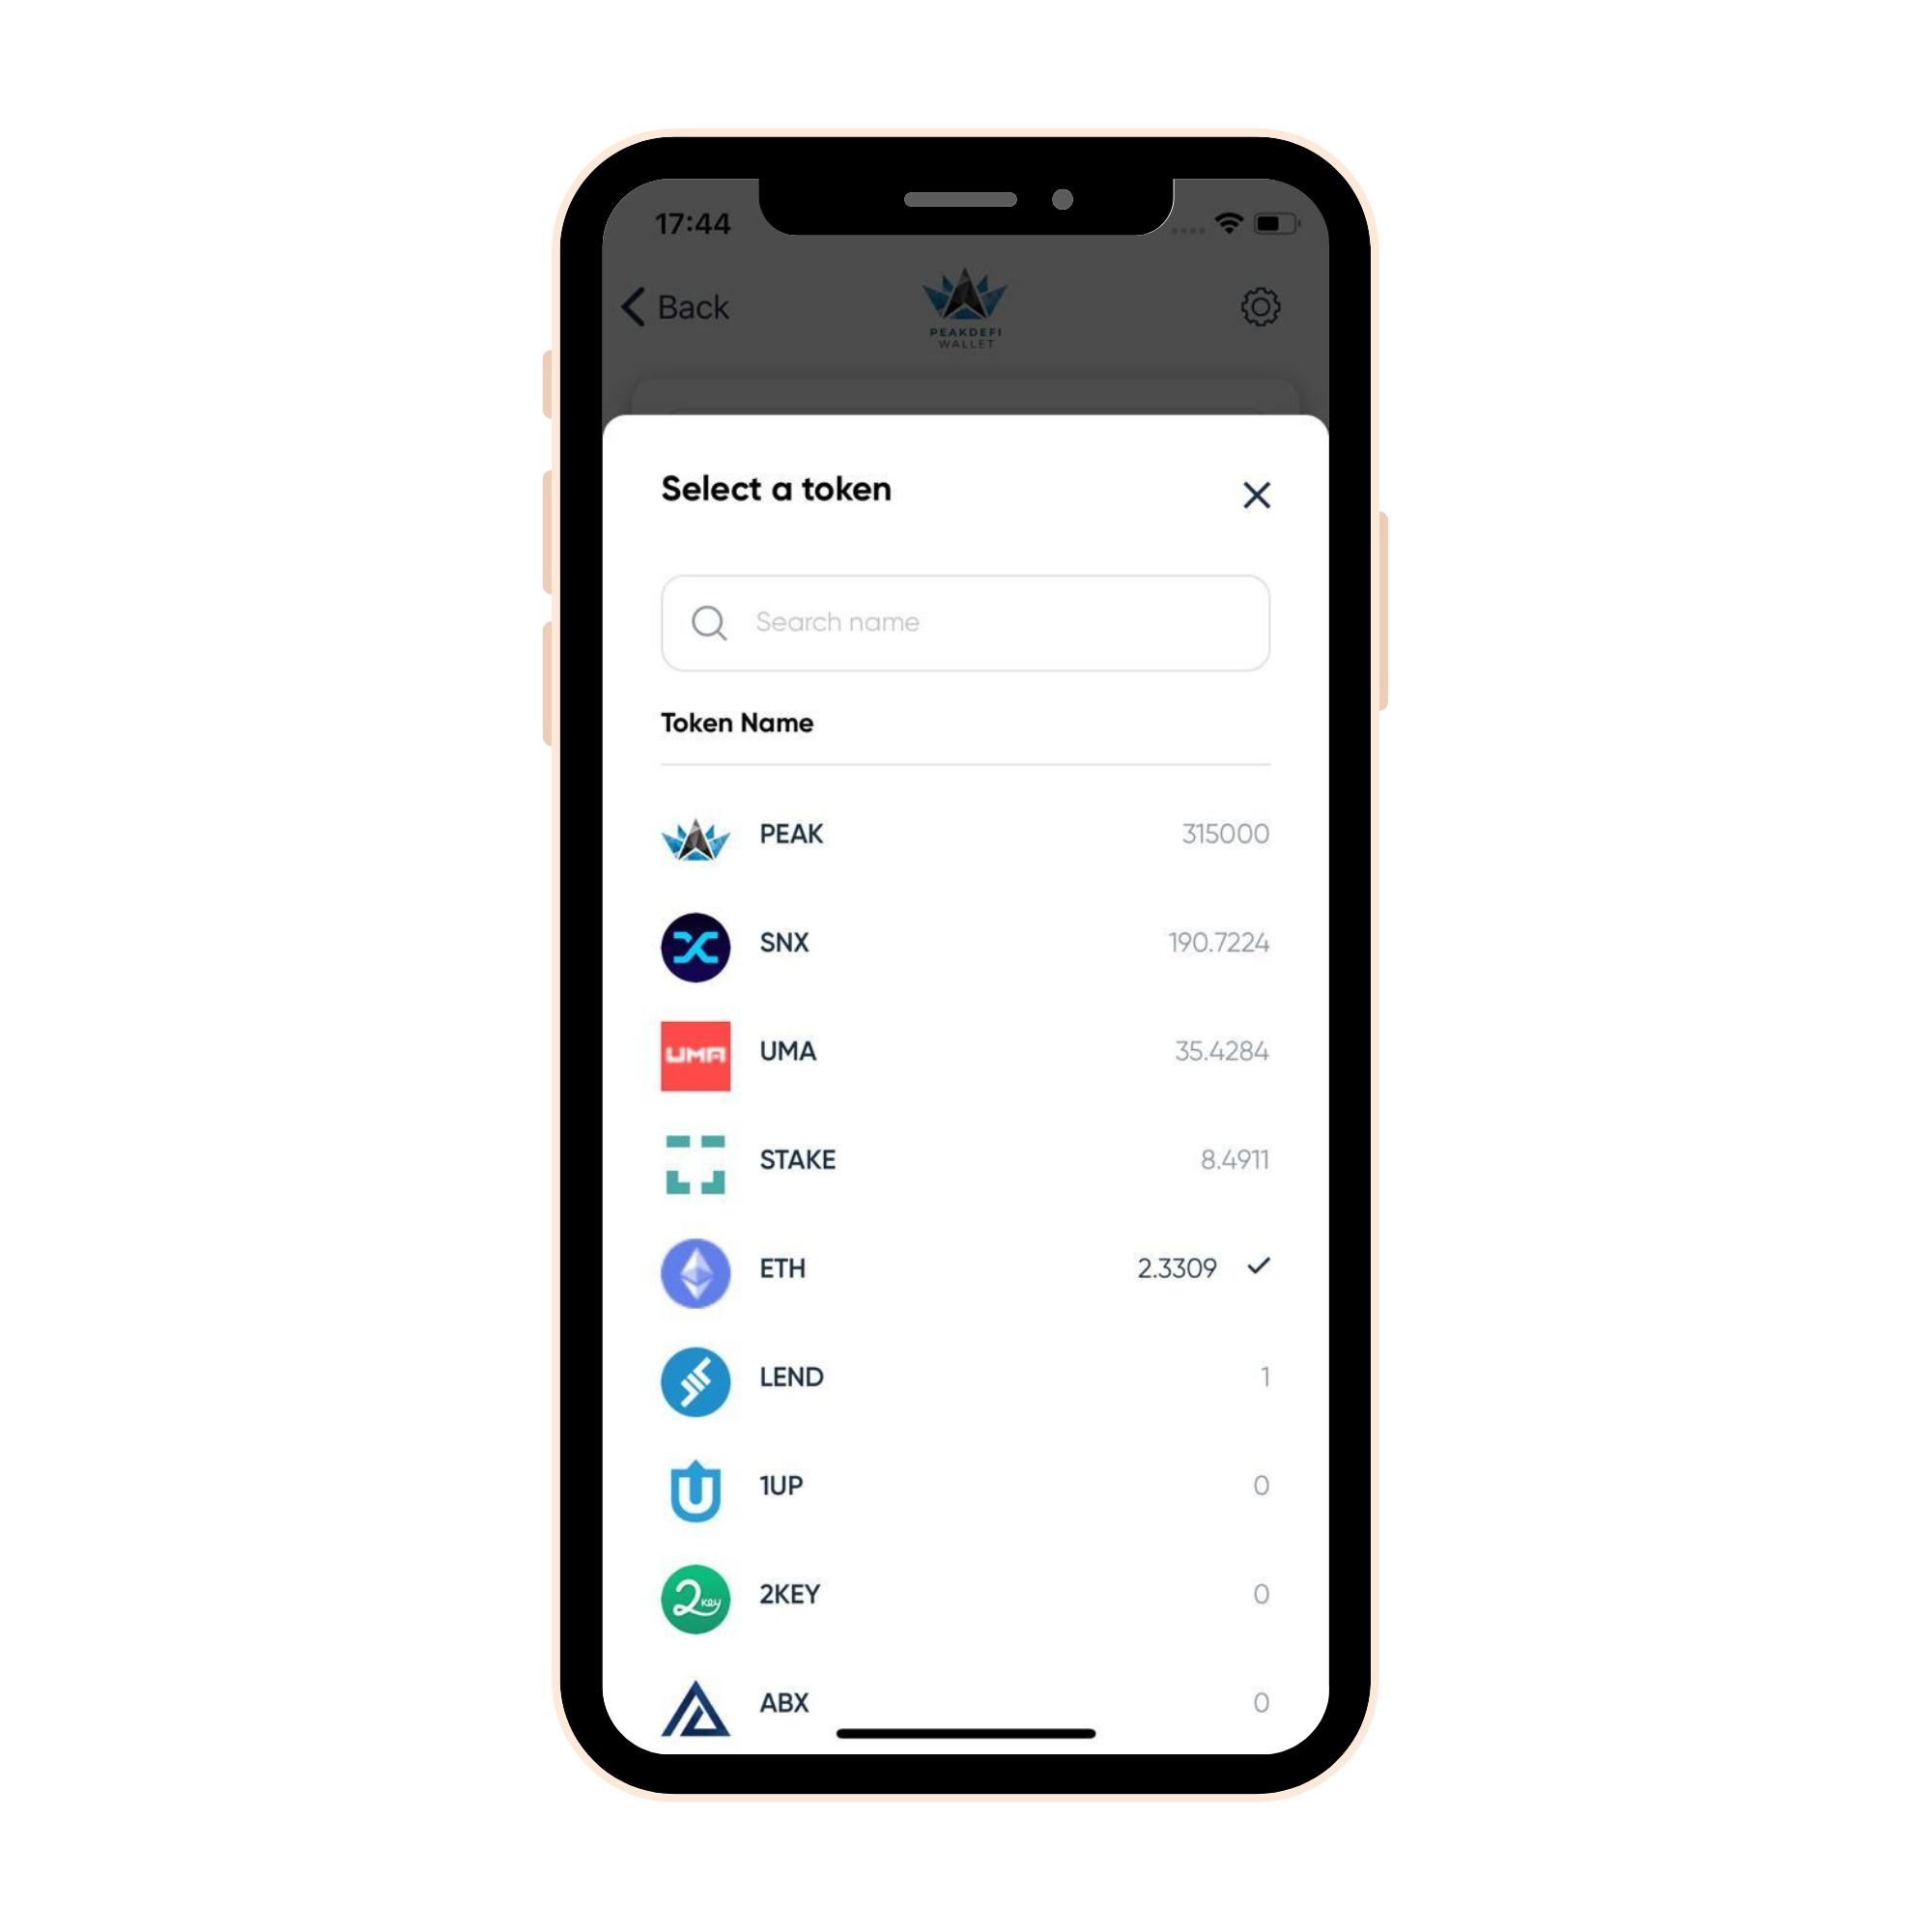 17:44
Back
PEAKDEFI
WALLET
Select a token
Search name
Token Name
PEAK 315000
SNX 190.7224
UMA UMA 35.4284
STAKE 8.4911
ETH 2.3309
LEND 1
1UP 0
2key 2KEY 0
ABX 0